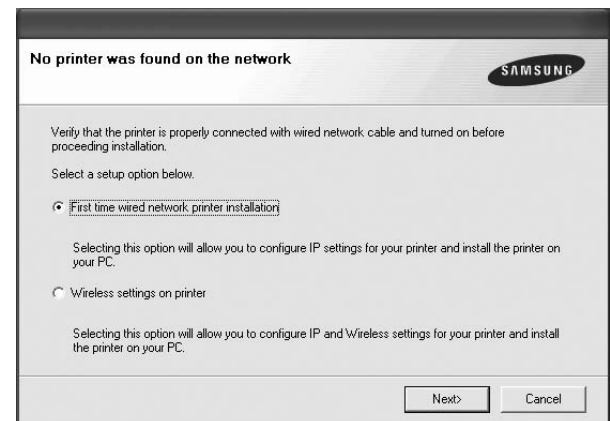 No printer was found on the network
SAMSUNG
Verify that the printer is properly connected with wired network cable and turned on before
proceeding installation.
Select a setup option below.
First time wired network printer installation
Selecting this option will allow you to configure IP settings for your printer and install the printer on
your PC.
Wireless settings on printer
Selecting this option will allow you to configure IP and Wireless settings for your printer and install
the printer on your PC.
Next>
Cancel